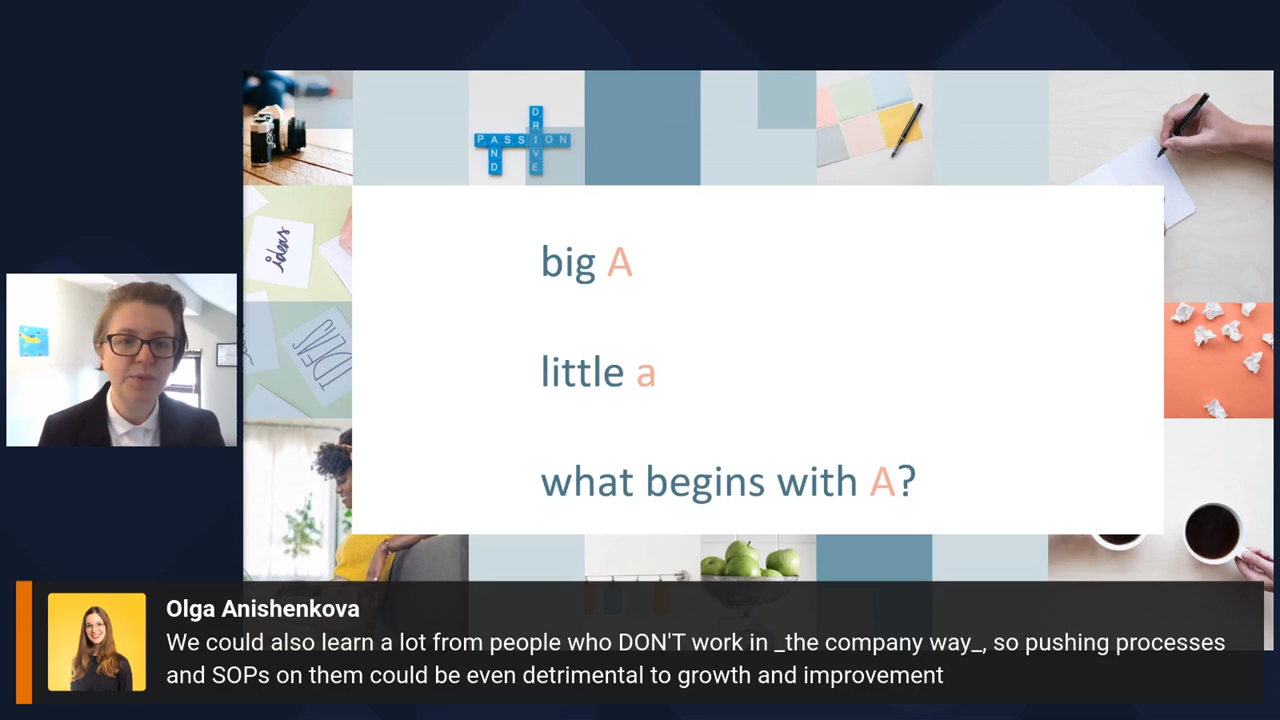 DRIVE
PASSION
AND
ideas
IDEAS
big A
little a
what begins with A?
Olga Anishenkova
We could also learn a lot from people who DON'T work in _the company way_, so pushing processes
and SOPs on them could be even detrimental to growth and improvement